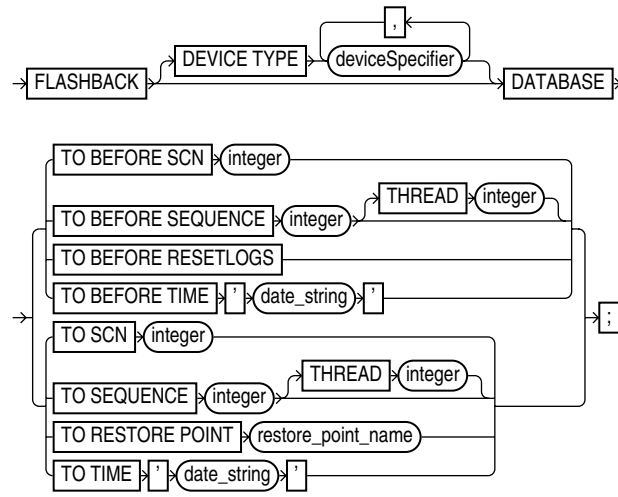 ,
FLASHBACK DEVICE TYPE deviceSpecifier DATABASE
TO BEFORE SCN integer
TO BEFORE SEQUENCE integer THREAD integer
TO BEFORE RESETLOGS
TO BEFORE TIME ’ date_string ’
TO SCN integer
;
TO SEQUENCE integer THREAD integer
TO RESTORE POINT restore_point_name
TO TIME ’ date_string ’